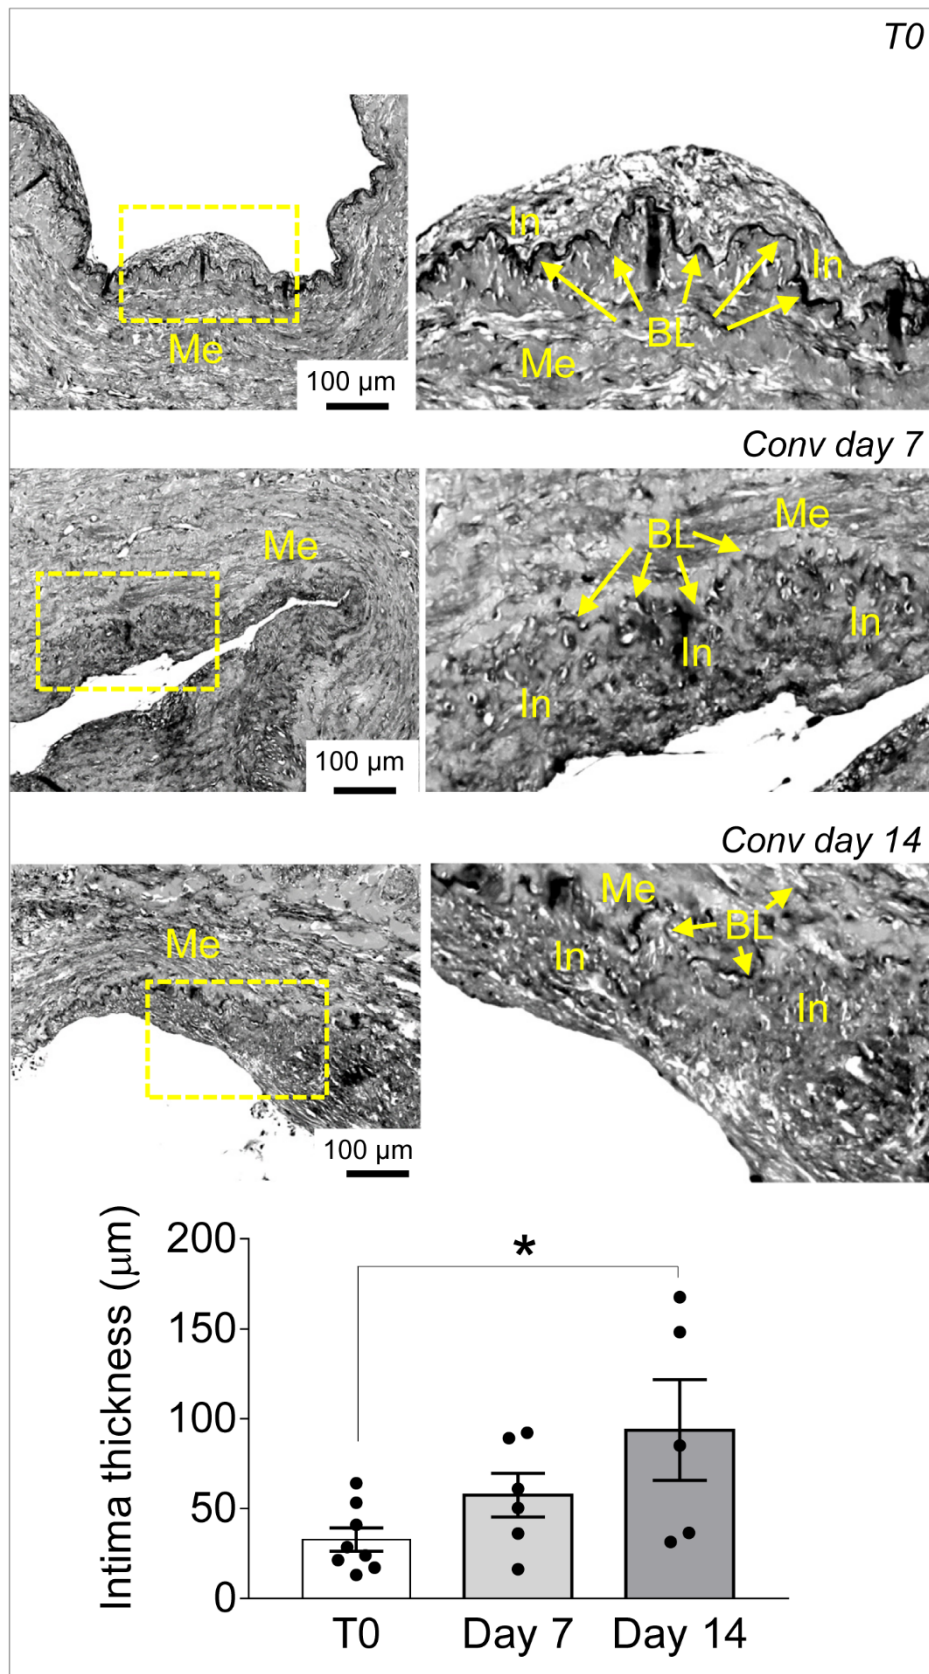 T0
In
In
BL
Me
Me
100 µm
Conv day 7
Me
BL
Me
In
In
In
100 µm
Conv day 14
Me
Me
BL
In
In
100 µm
Intima thickness (µm)
200
*
150
100
50
0
T0 Day 7 Day 14